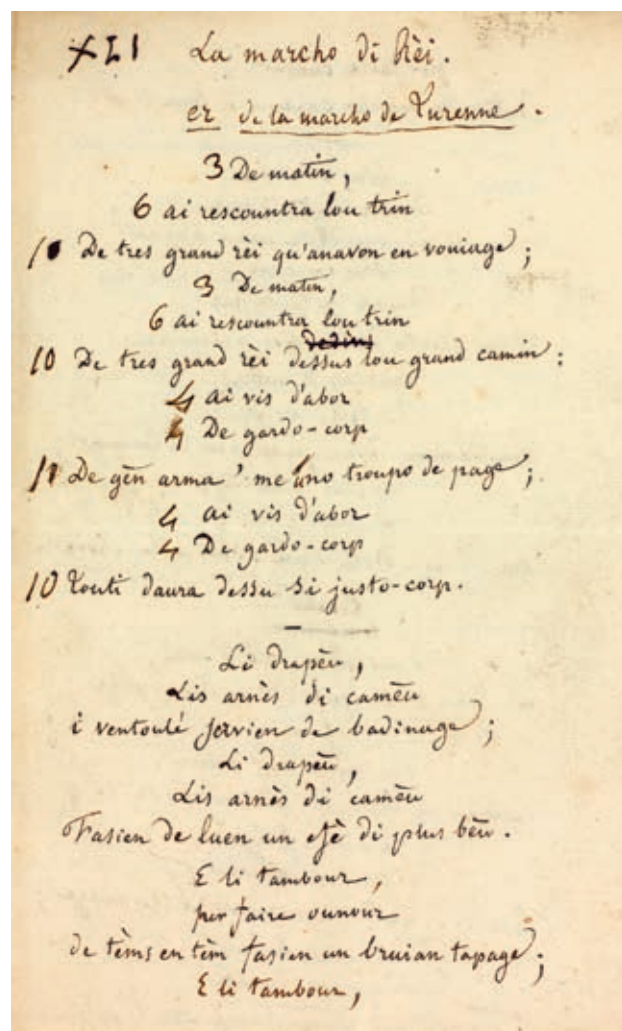 XLI La marcho di Rèi.
er de la marcho de Turenne.
3 De matin,
6 ai rescountra lou trin
10 De tres grand rèi qu'anavon en vouiage;
3 De matin,
6 ai rescountra lou trin
dedins
10 De tres grand rèi dessus lou grand camin:
4 ai vis d'abor
4 De gardo-corp
10 De gèn arma' me uno troupo de page;
4 ai vis d'abor
4 De gardo-corp
10 Touti daura dessu si justo-corp.
Li drapèu,
Lis arnès di camèu
i ventoulé servien de badinage;
Li drapèu,
Lis arnès di camèu
Fasien de luen un efè di plus bèu.
E li tambour,
per faire ounour
de tèms en tèm fasien un bruian tapage;
E li tambour,